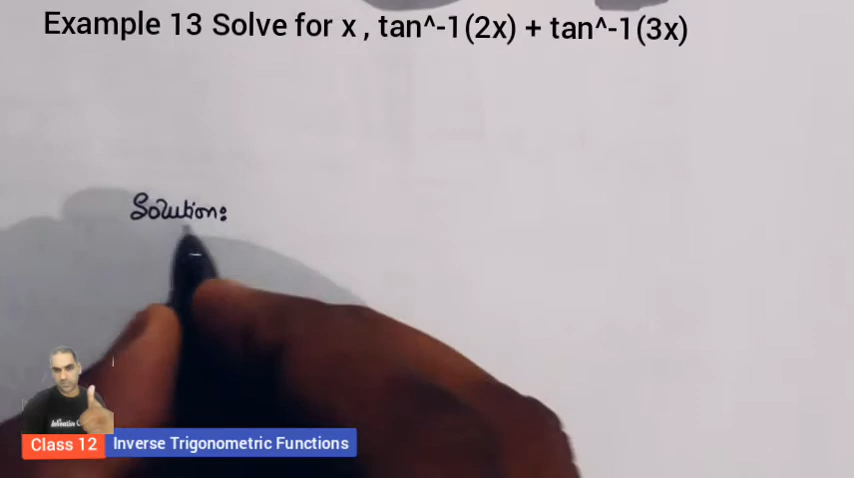 Example 13 Solve for x , tan^-1(2x) + tan^-1(3x)
Solution:
Class 12
Inverse Trigonometric Functions